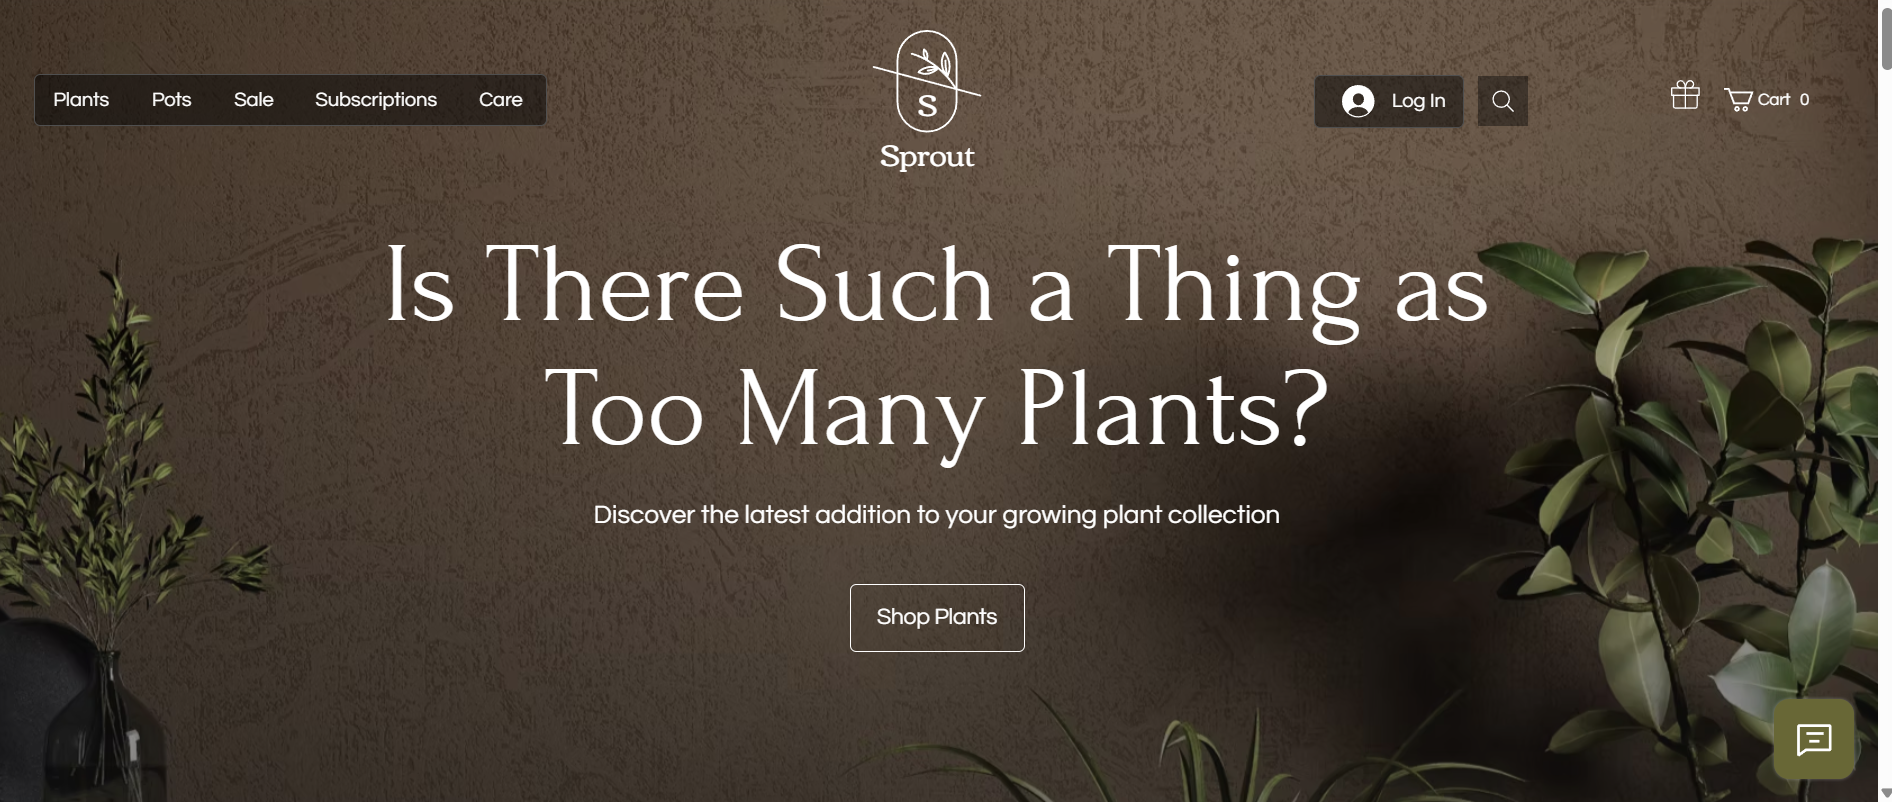 Plants Pots Sale Subscriptions Care
S
Sprout
Log In
Cart 0
Is There Such a Thing as
Too Many Plants?
Discover the latest addition to your growing plant collection
Shop Plants